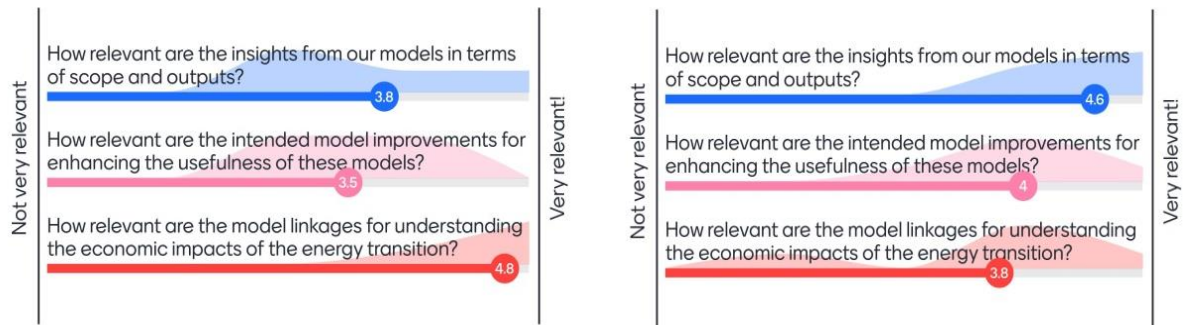 Not very relevant
How relevant are the insights from our models in terms
of scope and outputs?
3.8
How relevant are the intended model improvements for
enhancing the usefulness of these models?
3.5
How relevant are the model linkages for understanding
the economic impacts of the energy transition?
4.8
Very relevant!
Not very relevant
How relevant are the insights from our models in terms
of scope and outputs?
4.6
How relevant are the intended model improvements for
enhancing the usefulness of these models?
4
How relevant are the model linkages for understanding
the economic impacts of the energy transition?
3.8
Very relevant!